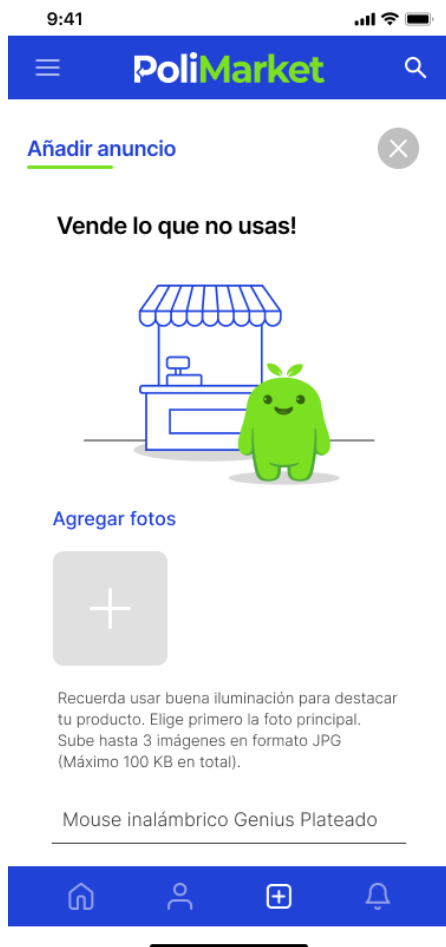 9:41
PoliMarket
Añadir anuncio
Vende lo que no usas!
Agregar fotos
Recuerda usar buena iluminación para destacar
tu producto. Elige primero la foto principal.
Sube hasta 3 imágenes en formato JPG
(Máximo 100 KB en total).
Mouse inalámbrico Genius Plateado